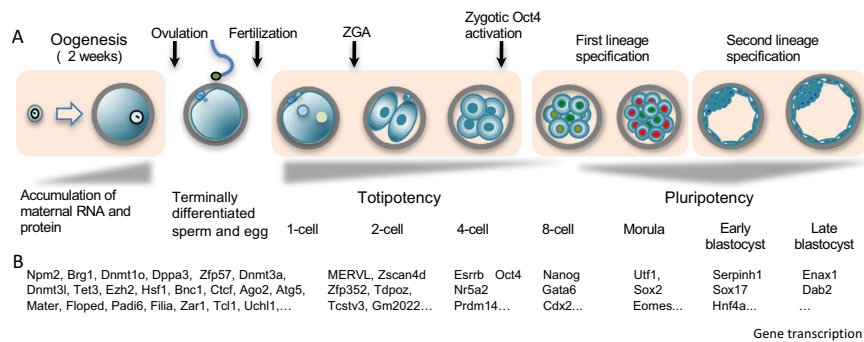 A
Oogenesis
( 2 weeks)
Ovulation
Fertilization
ZGA
Zygotic Oct4
activation
First lineage
specification
Second lineage
specification
Accumulation of
maternal RNA and
protein
Terminally
differentiated
sperm and egg
Totipotency
Pluripotency
1-cell
2-cell
4-cell
8-cell
Morula
Early
blastocyst
Late
blastocyst
B
Npm2, Brg1, Dnmt1o, Dppa3, Zfp57, Dnmt3a,
Dnmt3l, Tet3, Ezh2, Hsf1, Bnc1, Ctcf, Ago2, Atg5,
Mater, Floped, Padi6, Filia, Zar1, Tcl1, Uchl1,…
MERVL, Zscan4d
Zfp352, Tdpoz,
Tcstv3, Gm2022…
Esrrb Oct4
Nr5a2
Prdm14…
Nanog
Gata6
Cdx2...
Utf1,
Sox2
Eomes...
Serpinh1
Sox17
Hnf4a...
Enax1
Dab2
...
Gene transcription